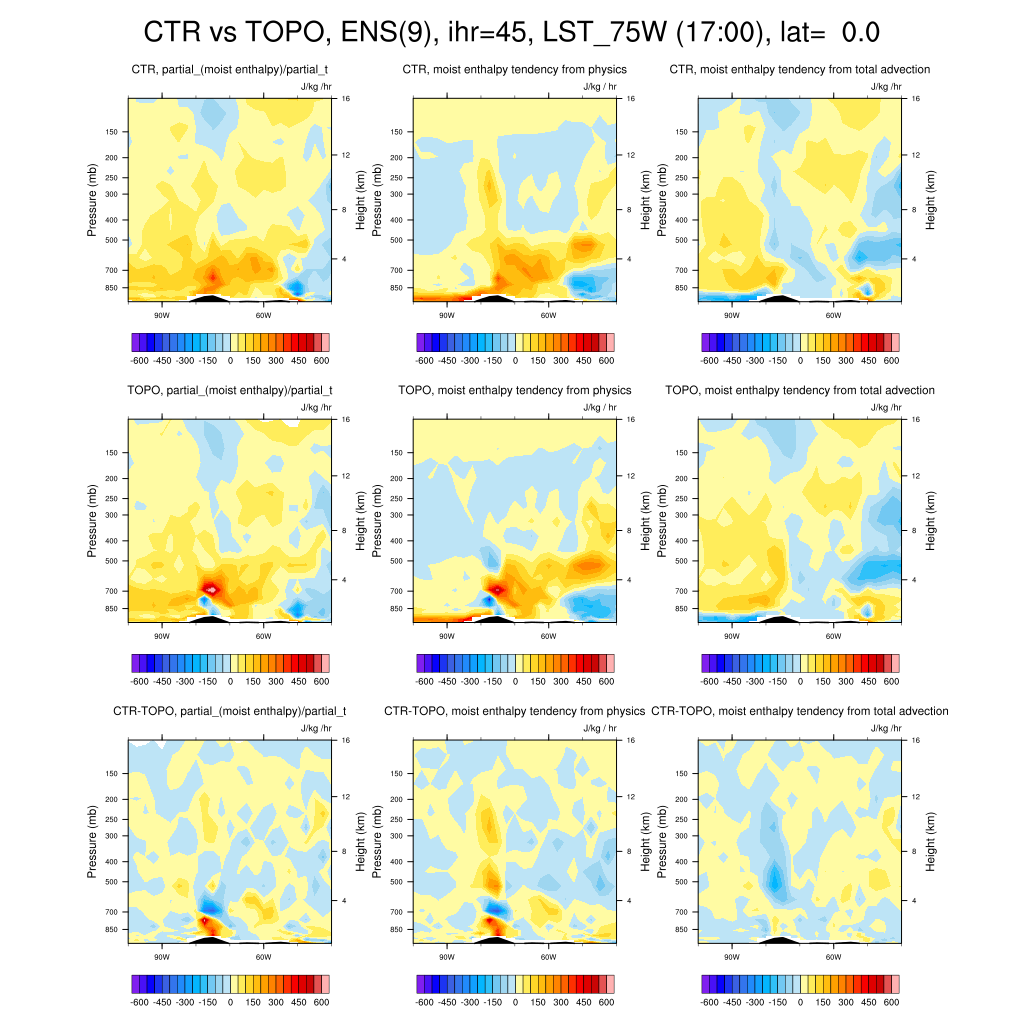 CTR vs TOPO, ENS(9), ihr=45, LST_75W (17:00), lat=  0.0
CTR, partial_(moist enthalpy)/partial_t
J/kg /hr
Pressure (mb)
150
200
250
300
400
500
700
850
16
12
8
4
Height (km)
90W 60W
-600 -450 -300 -150 0 150 300 450 600
CTR, moist enthalpy tendency from physics
J/kg / hr
Pressure (mb)
150
200
250
300
400
500
700
850
16
12
8
4
Height (km)
90W 60W
-600 -450 -300 -150 0 150 300 450 600
CTR, moist enthalpy tendency from total advection
J/kg /hr
Pressure (mb)
150
200
250
300
400
500
700
850
16
12
8
4
Height (km)
90W 60W
-600 -450 -300 -150 0 150 300 450 600
TOPO, partial_(moist enthalpy)/partial_t
J/kg /hr
Pressure (mb)
150
200
250
300
400
500
700
850
16
12
8
4
Height (km)
90W 60W
-600 -450 -300 -150 0 150 300 450 600
TOPO, moist enthalpy tendency from physics
J/kg / hr
Pressure (mb)
150
200
250
300
400
500
700
850
16
12
8
4
Height (km)
90W 60W
-600 -450 -300 -150 0 150 300 450 600
TOPO, moist enthalpy tendency from total advection
J/kg /hr
Pressure (mb)
150
200
250
300
400
500
700
850
16
12
8
4
Height (km)
90W 60W
-600 -450 -300 -150 0 150 300 450 600
CTR-TOPO, partial_(moist enthalpy)/partial_t
J/kg /hr
Pressure (mb)
150
200
250
300
400
500
700
850
16
12
8
4
Height (km)
90W 60W
-600 -450 -300 -150 0 150 300 450 600
CTR-TOPO, moist enthalpy tendency from physics
J/kg / hr
Pressure (mb)
150
200
250
300
400
500
700
850
16
12
8
4
Height (km)
90W 60W
-600 -450 -300 -150 0 150 300 450 600
CTR-TOPO, moist enthalpy tendency from total advection
J/kg /hr
Pressure (mb)
150
200
250
300
400
500
700
850
16
12
8
4
Height (km)
90W 60W
-600 -450 -300 -150 0 150 300 450 600